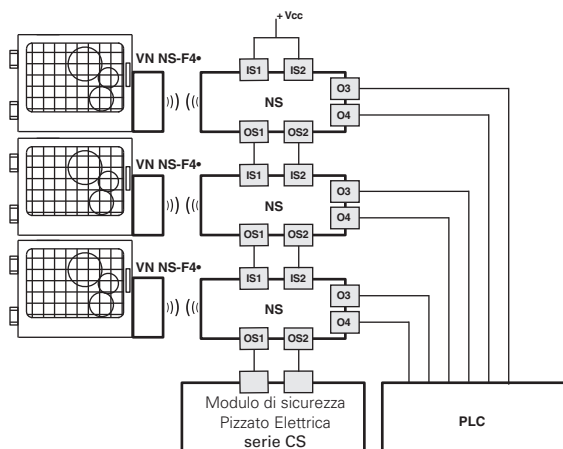 + Vcc
VN NS-F4•
IS1 IS2
O3
NS
O4
OS1 OS2
VN NS-F4•
IS1 IS2
O3
NS
O4
OS1 OS2
VN NS-F4•
IS1 IS2
O3
NS
O4
OS1 OS2
Modulo di sicurezza
Pizzato Elettrica
serie CS
PLC